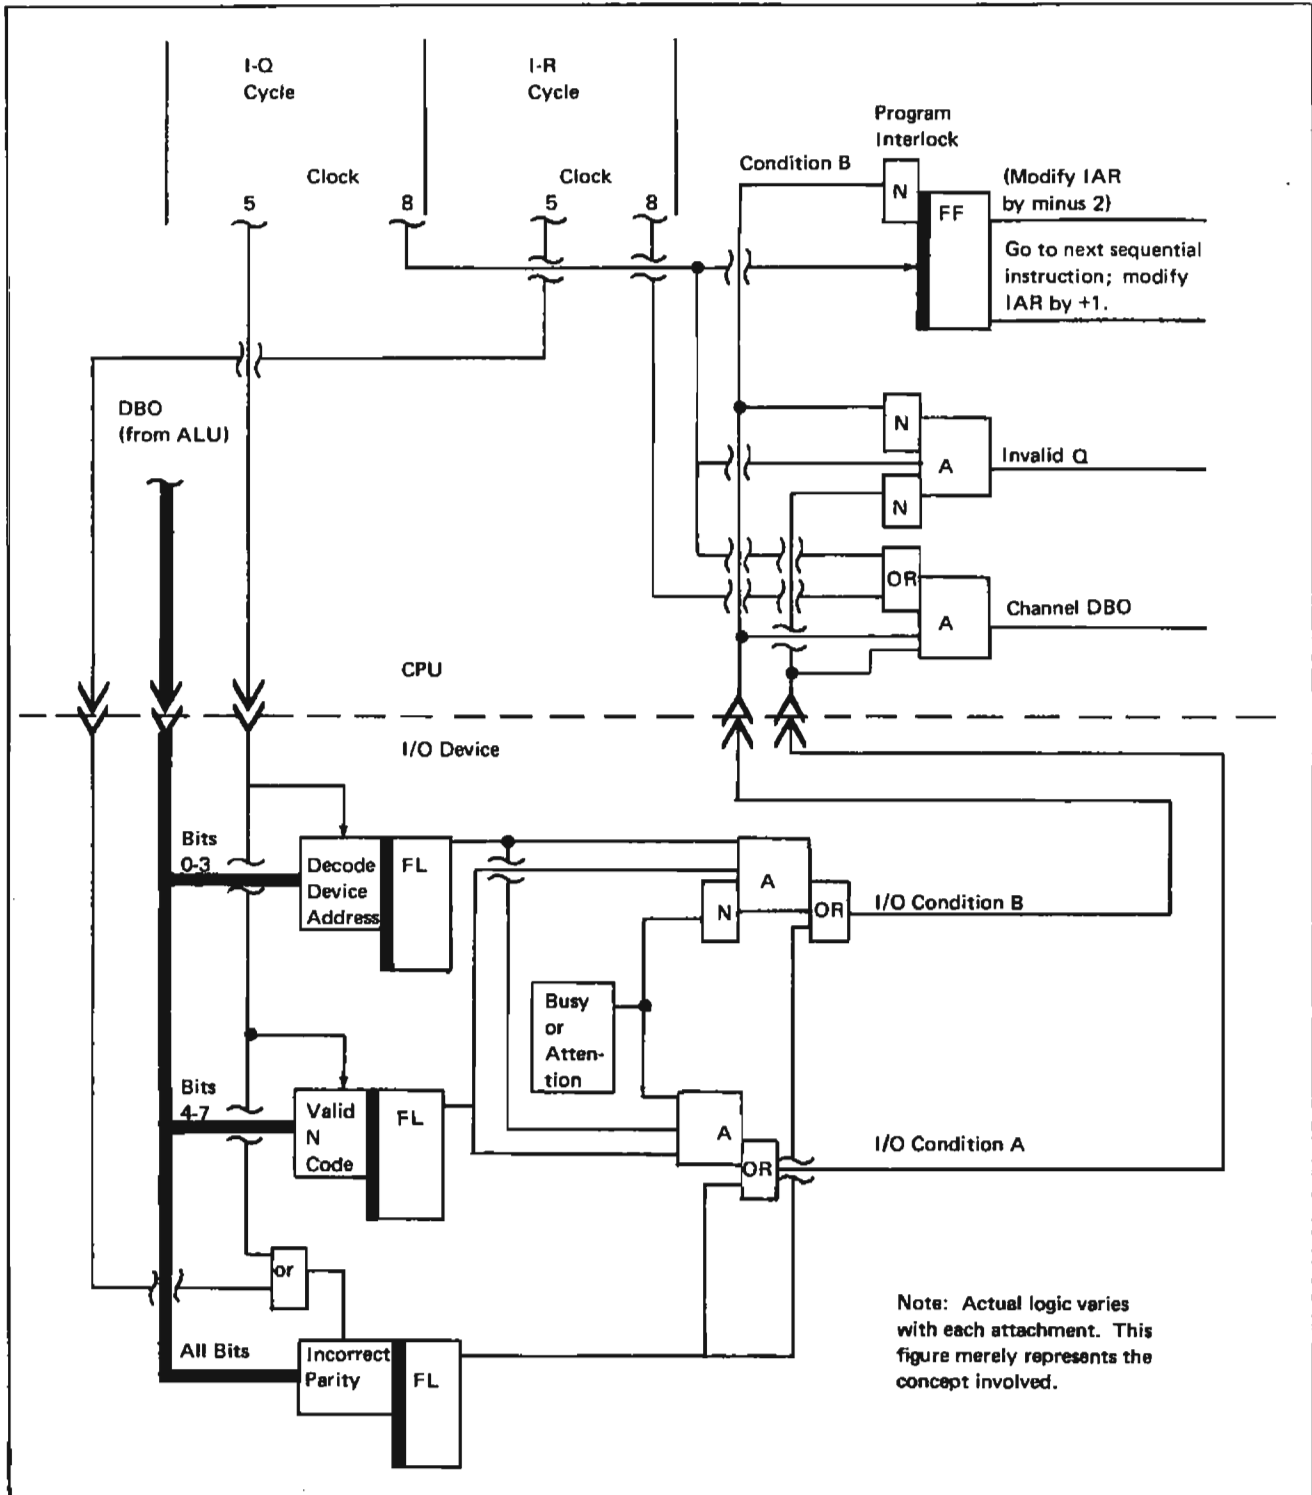 I-Q
Cycle
I-R
Cycle
Clock
5
8
Clock
5
8
Program
Interlock
Condition B
N
FF
(Modify IAR
by minus 2)
Go to next sequential
instruction; modify
IAR by +1.
DBO
(from ALU)
N
A
N
Invalid Q
OR
A
Channel DBO
CPU
I/O Device
Bits
0-3
Decode
Device
Address
FL
A
N
OR
I/O Condition B
Busy
or
Atten-
tion
Bits
4-7
Valid
N
Code
FL
A
OR
I/O Condition A
or
All Bits
Incorrect
Parity
FL
Note: Actual logic varies
with each attachment. This
figure merely represents the
concept involved.